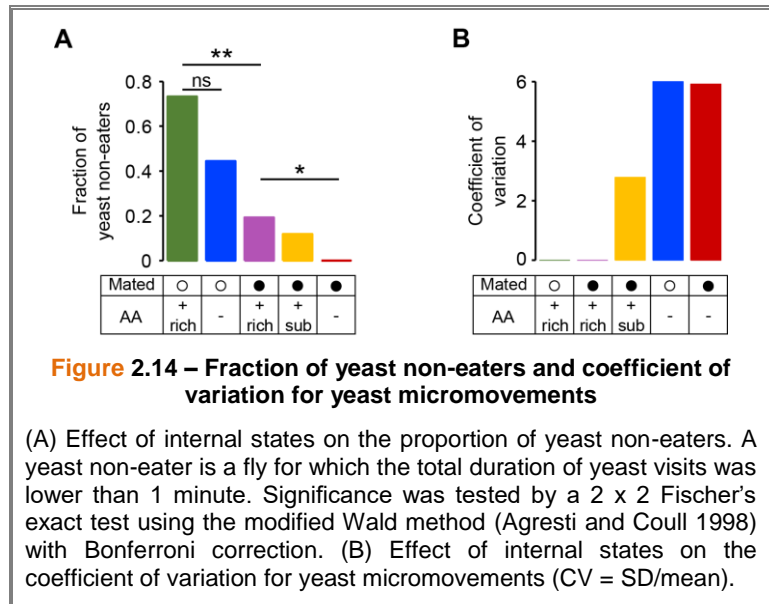 A
B
**
ns
*
0.8
0.6
0.4
0.2
0
Fraction of
yeast non-eaters
6
4
2
0
Coefficient of
variation
Mated ○ ○ ● ● ●
AA + rich - + rich + sub -
Mated ○ ● ● ○ ●
AA + rich + rich + sub - -
Figure 2.14 – Fraction of yeast non-eaters and coefficient of
variation for yeast micromovements
(A) Effect of internal states on the proportion of yeast non-eaters. A
yeast non-eater is a fly for which the total duration of yeast visits was
lower than 1 minute. Significance was tested by a 2 x 2 Fischer's
exact test using the modified Wald method (Agresti and Coull 1998)
with Bonferroni correction. (B) Effect of internal states on the
coefficient of variation for yeast micromovements (CV = SD/mean).